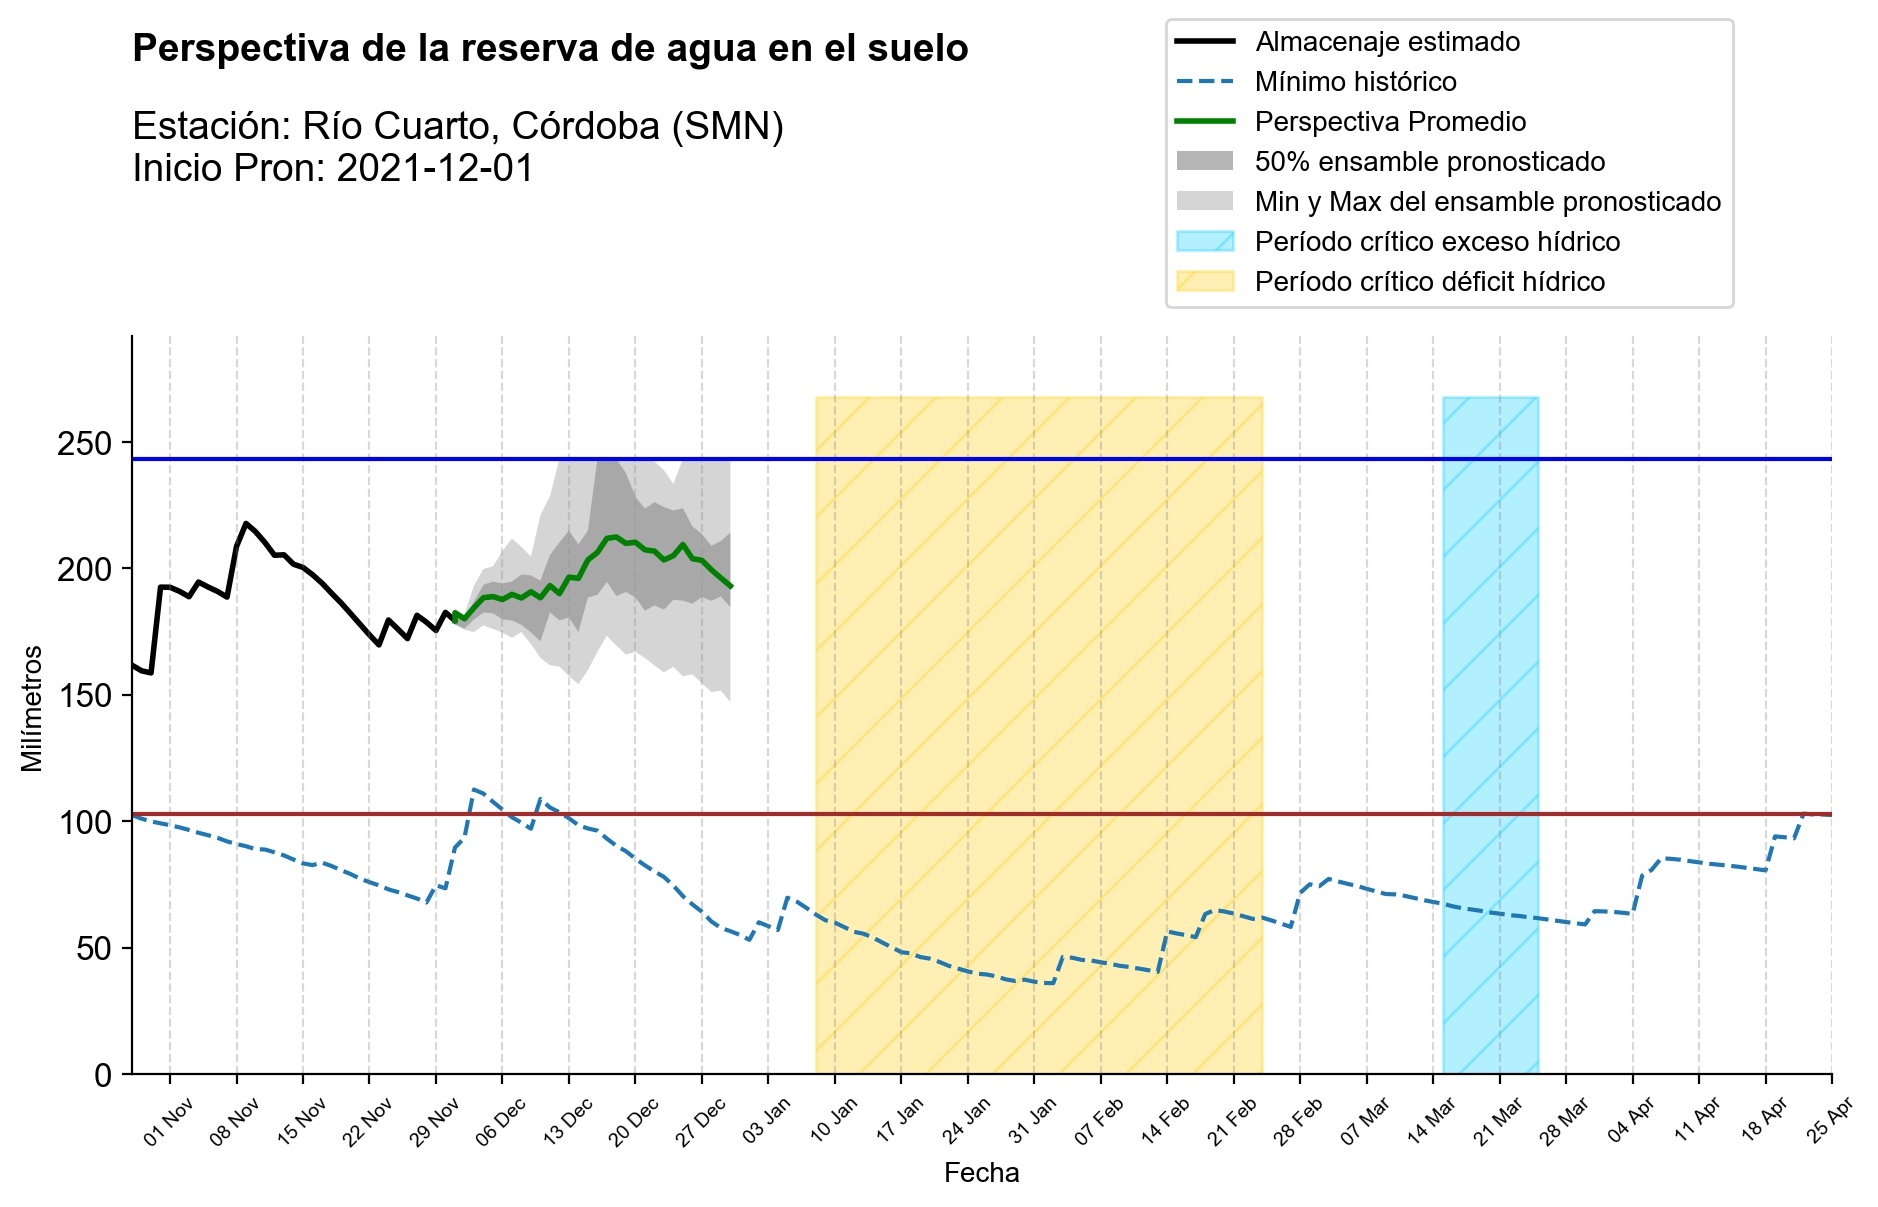 Perspectiva de la reserva de agua en el suelo
Estación: Río Cuarto, Córdoba (SMN)
Inicio Pron: 2021-12-01
Almacenaje estimado
Mínimo histórico
Perspectiva Promedio
50% ensamble pronosticado
Min y Max del ensamble pronosticado
Período crítico exceso hídrico
Período crítico déficit hídrico
Milímetros
250
200
150
100
50
0
01 Nov
08 Nov
15 Nov
22 Nov
29 Nov
06 Dec
13 Dec
20 Dec
27 Dec
03 Jan
10 Jan
17 Jan
24 Jan
31 Jan
07 Feb
14 Feb
21 Feb
28 Feb
07 Mar
14 Mar
21 Mar
28 Mar
04 Apr
11 Apr
18 Apr
25 Apr
Fecha